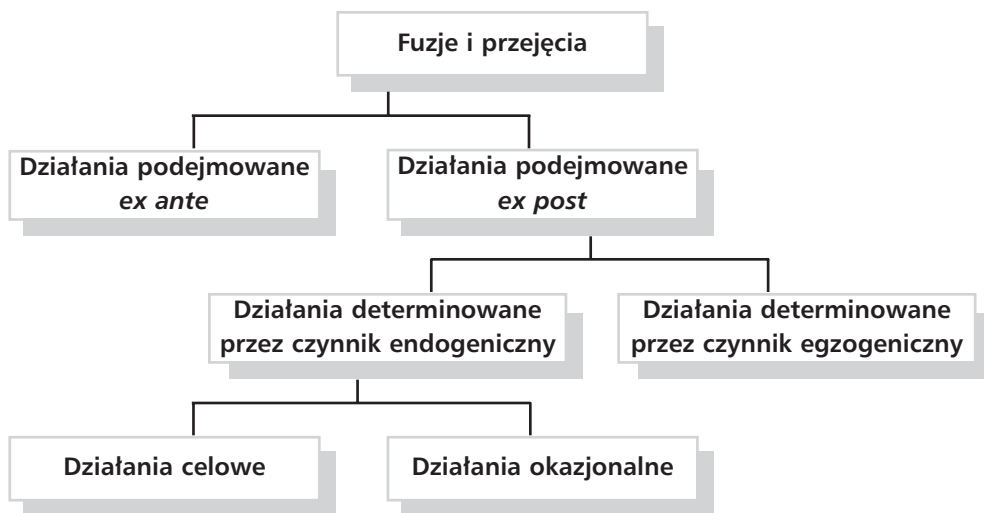 Fuzje i przejęcia
Działania podejmowane
ex ante
Działania podejmowane
ex post
Działania determinowane
przez czynnik endogeniczny
Działania determinowane
przez czynnik egzogeniczny
Działania celowe
Działania okazjonalne